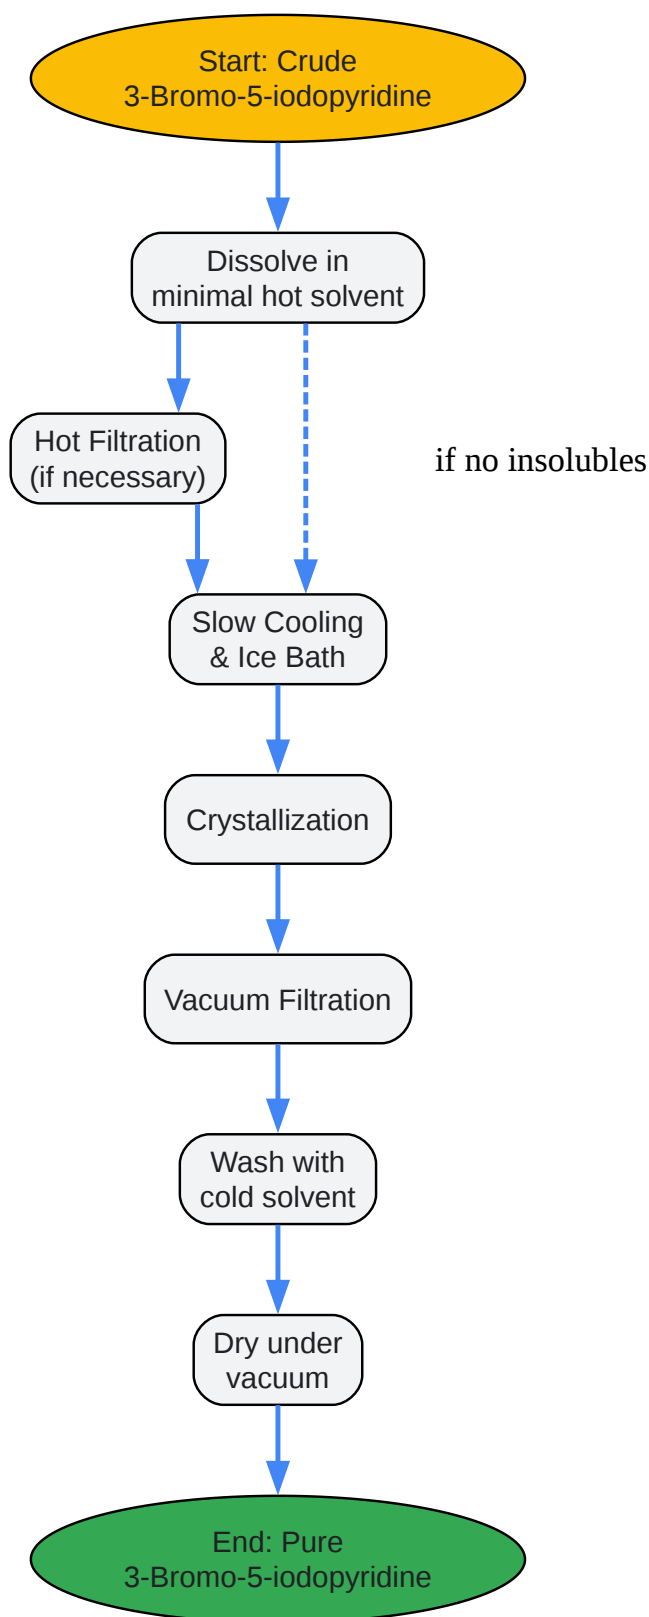 Start: Crude
3-Bromo-5-iodopyridine
Dissolve in
minimal hot solvent
Hot Filtration
(if necessary)
if no insolubles
Slow Cooling
& Ice Bath
Crystallization
Vacuum Filtration
Wash with
cold solvent
Dry under
vacuum
End: Pure
3-Bromo-5-iodopyridine